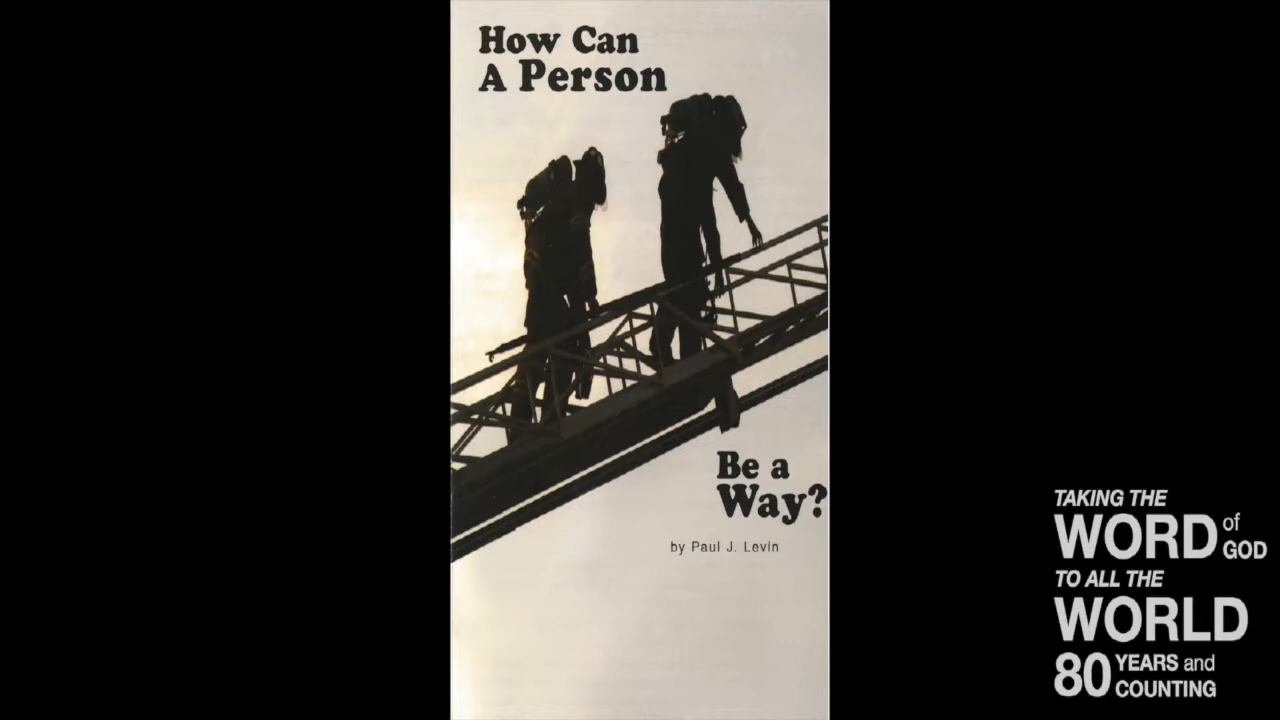 How Can
A Person
Be a
Way?
by Paul J. Levin
TAKING THE
WORD of
GOD
TO ALL THE
WORLD
80 YEARS and
COUNTING